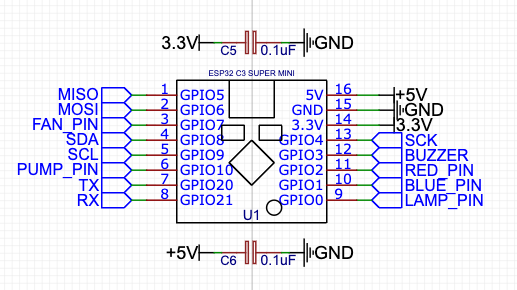 3.3V C5 0.1uF GND
ESP32 C3 SUPER MINI
MISO 1 GPIO5 5V 16 +5V
MOSI 2 GPIO6 GND 15 GND
FAN_PIN 3 GPIO7 3.3V 14 3.3V
SDA 4 GPIO8 GPIO4 13 SCK
SCL 5 GPIO9 GPIO3 12 BUZZER
PUMP_PIN 6 GPIO10 GPIO2 11 RED_PIN
TX 7 GPIO20 GPIO1 10 BLUE_PIN
RX 8 GPIO21 GPIO0 9 LAMP_PIN
U1
+5V C6 0.1uF GND